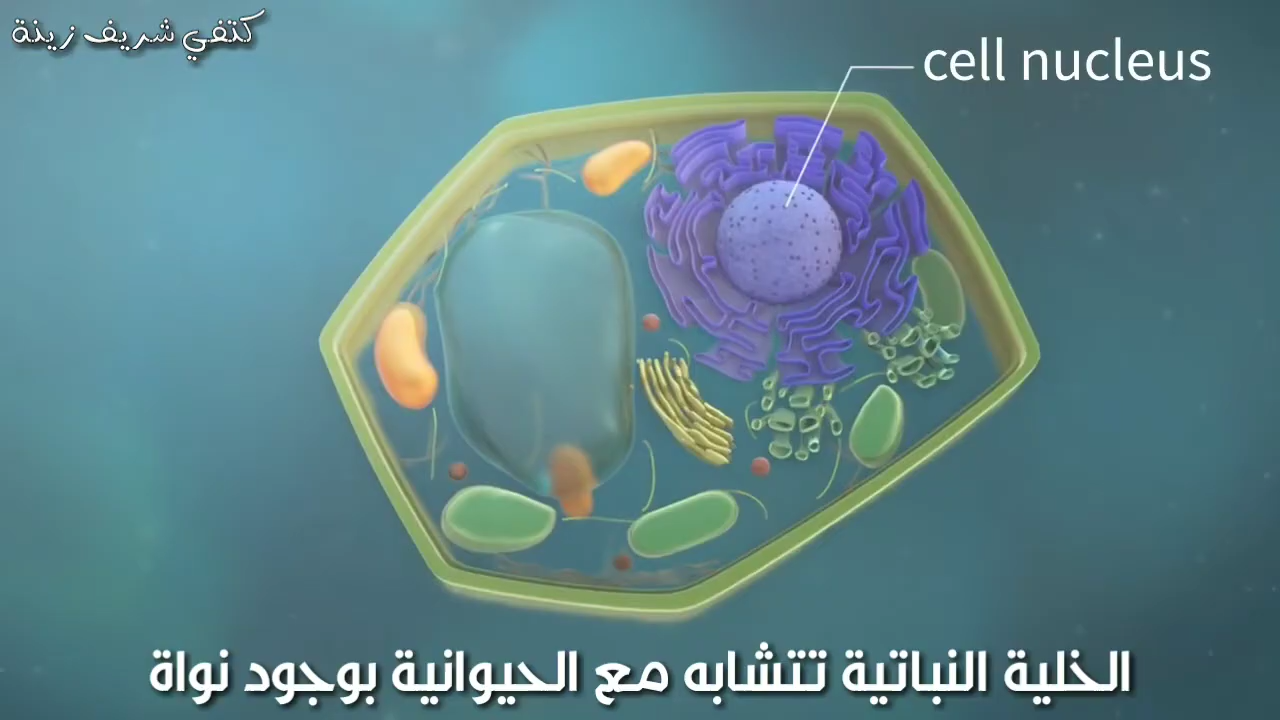 كتفي شريف زينة
cell nucleus
الخلية النباتية تتشابه مع الحيوانية بوجود نواة